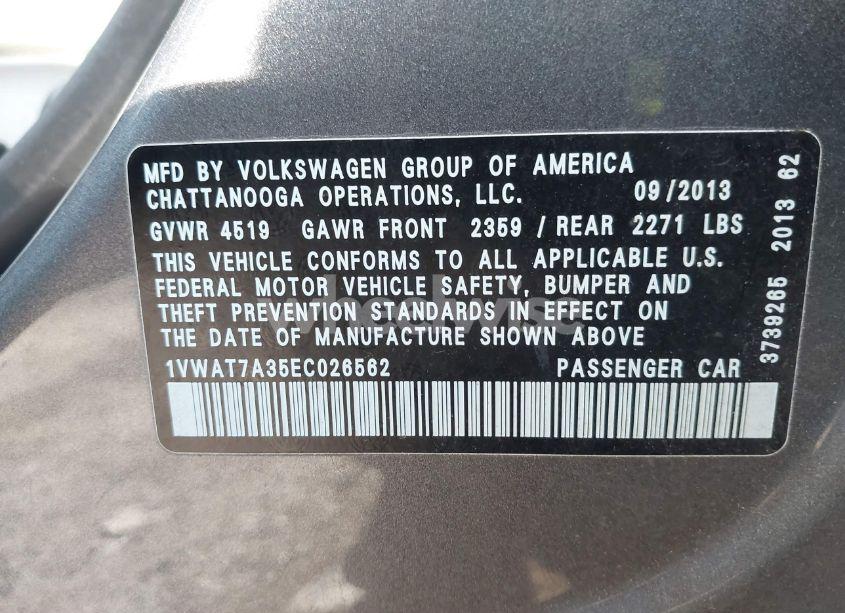 MFD BY VOLKSWAGEN GROUP OF AMERICA
CHATTANOOGA OPERATIONS, LLC. 09/2013
GVWR 4519 GAWR FRONT 2359 / REAR 2271 LBS
THIS VEHICLE CONFORMS TO ALL APPLICABLE U.S.
FEDERAL MOTOR VEHICLE SAFETY, BUMPER AND
THEFT PREVENTION STANDARDS IN EFFECT ON
THE DATE OF MANUFACTURE SHOWN ABOVE
1VWAT7A35EC026562 PASSENGER CAR
3739265 2013 62
wheelwise